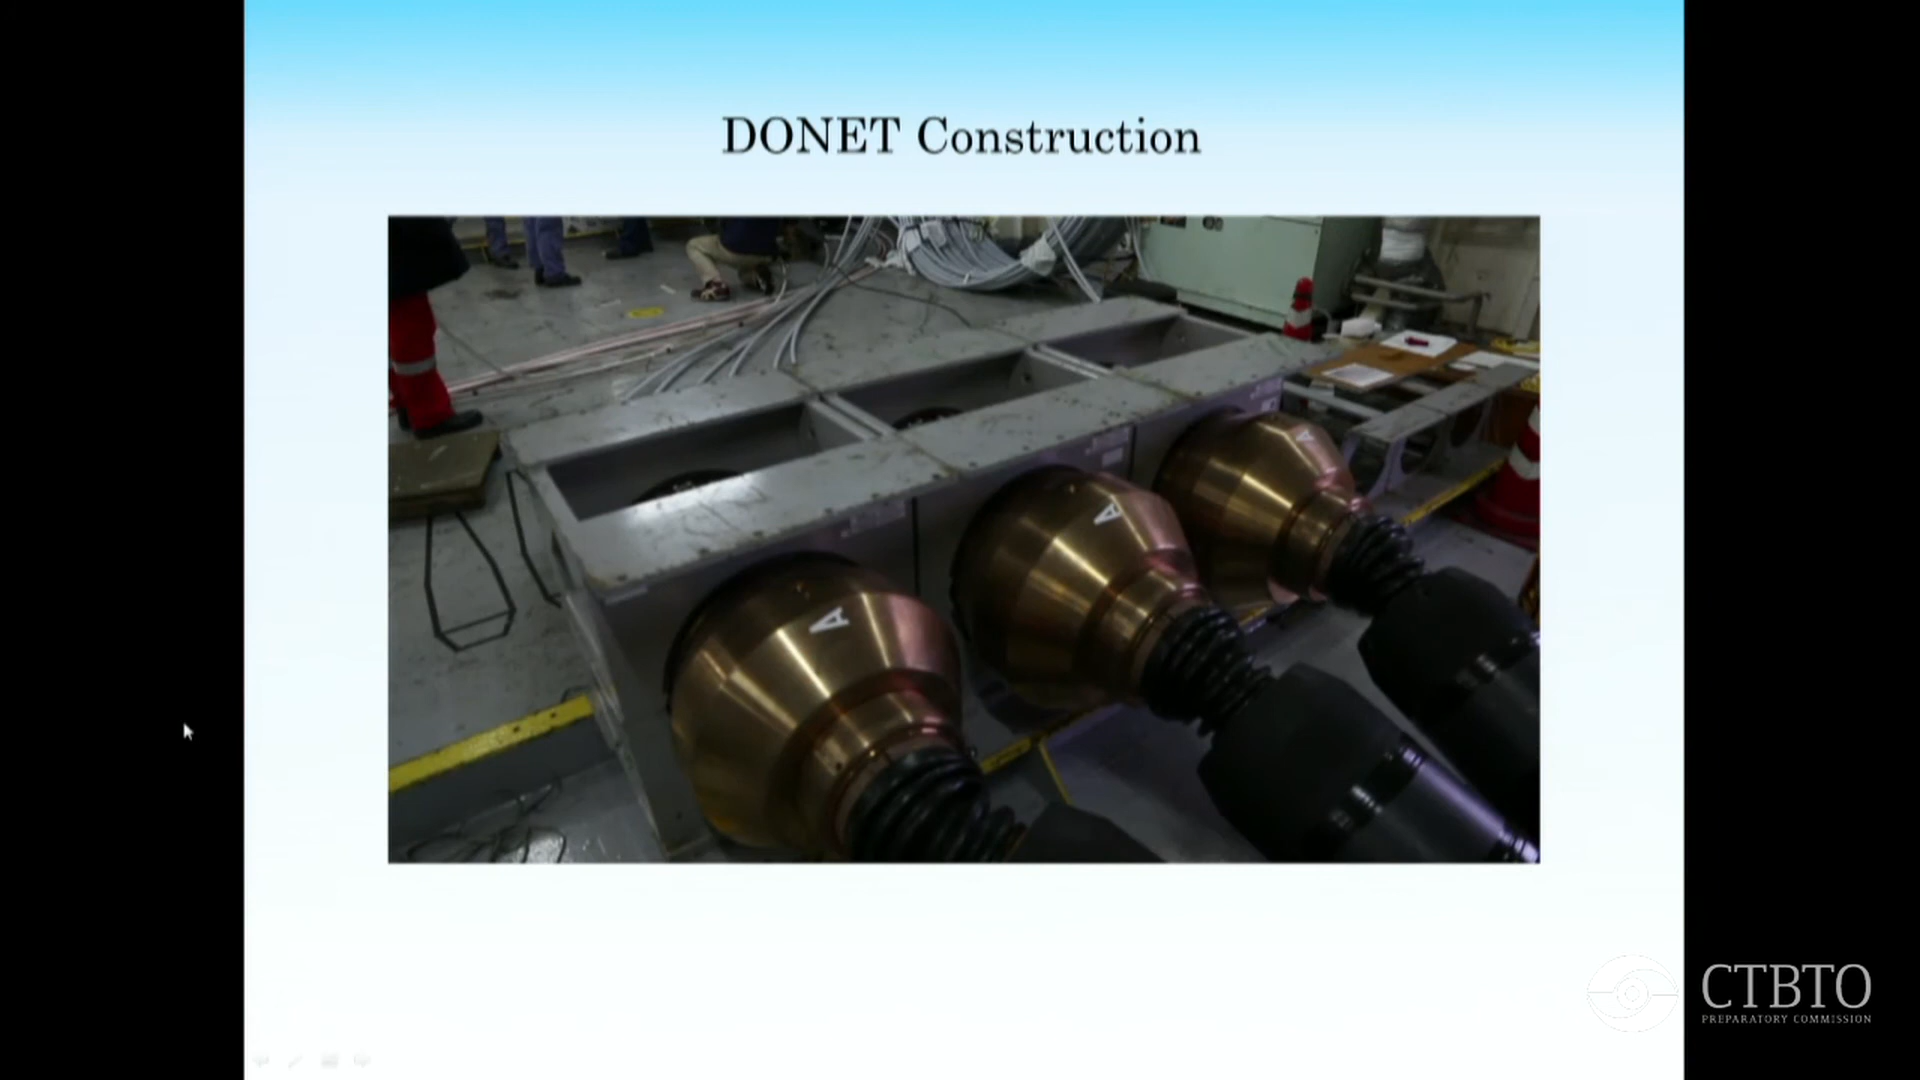 DONET Construction
A
A
A
CTBTO
PREPARATORY COMMISSION